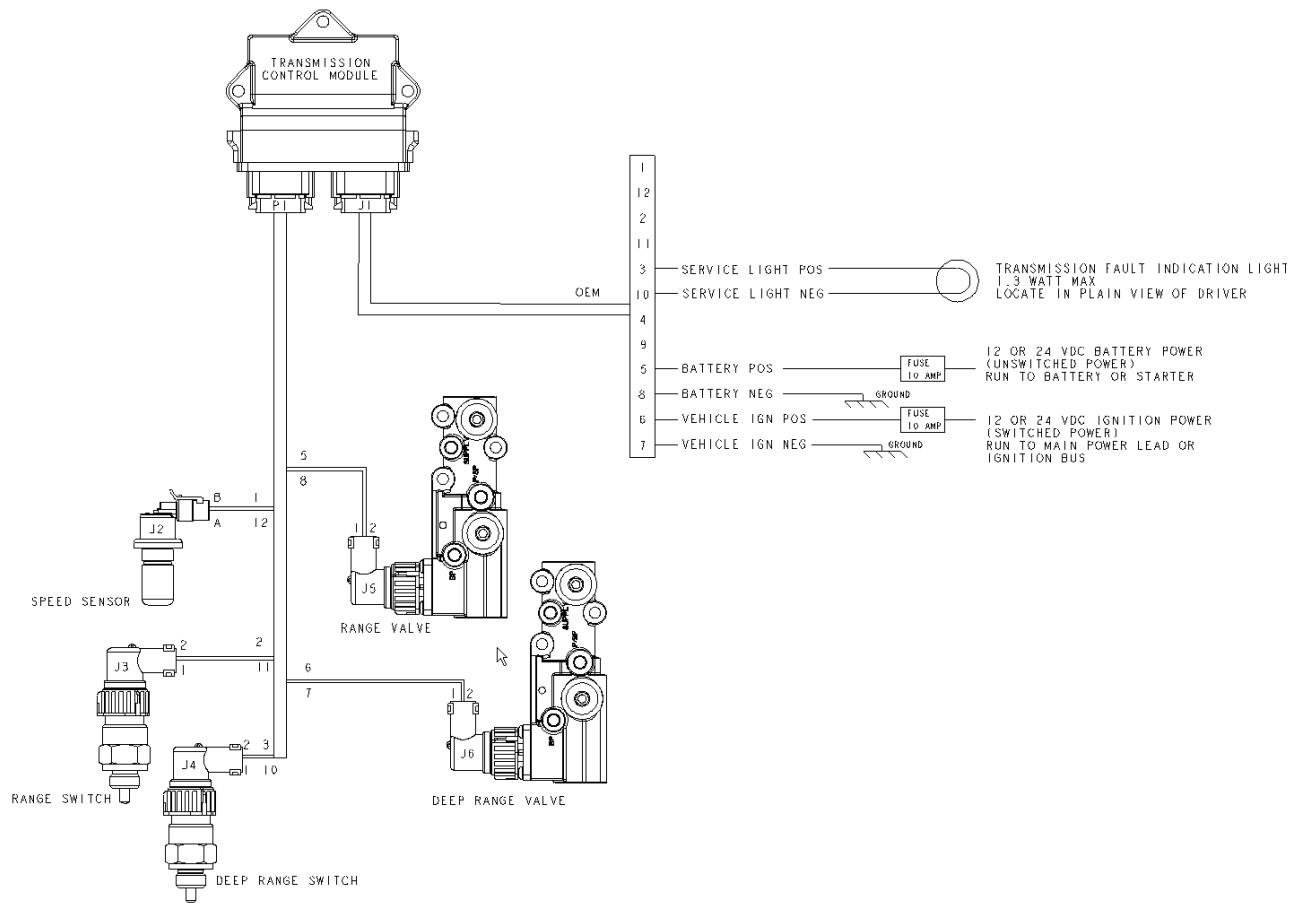 TRANSMISSION
CONTROL MODULE
P1
J1
1
12
2
11
3
SERVICE LIGHT POS
10
SERVICE LIGHT NEG
TRANSMISSION FAULT INDICATION LIGHT
1.3 WATT MAX
LOCATE IN PLAIN VIEW OF DRIVER
OEM
4
9
5
BATTERY POS
FUSE
10 AMP
12 OR 24 VDC BATTERY POWER
(UNSWITCHED POWER)
RUN TO BATTERY OR STARTER
8
BATTERY NEG
GROUND
6
VEHICLE IGN POS
FUSE
10 AMP
12 OR 24 VDC IGNITION POWER
(SWITCHED POWER)
RUN TO MAIN POWER LEAD OR
IGNITION BUS
7
VEHICLE IGN NEG
GROUND
5
8
1 2
J5
SUPPLY
P/BP
BP
RANGE VALVE
B 1
A 12
J2
SPEED SENSOR
2 2
1 11
J3
RANGE SWITCH
6
7
1 2
J6
SUPPLY
P/BP
BP
DEEP RANGE VALVE
2 3
1 10
J4
DEEP RANGE SWITCH